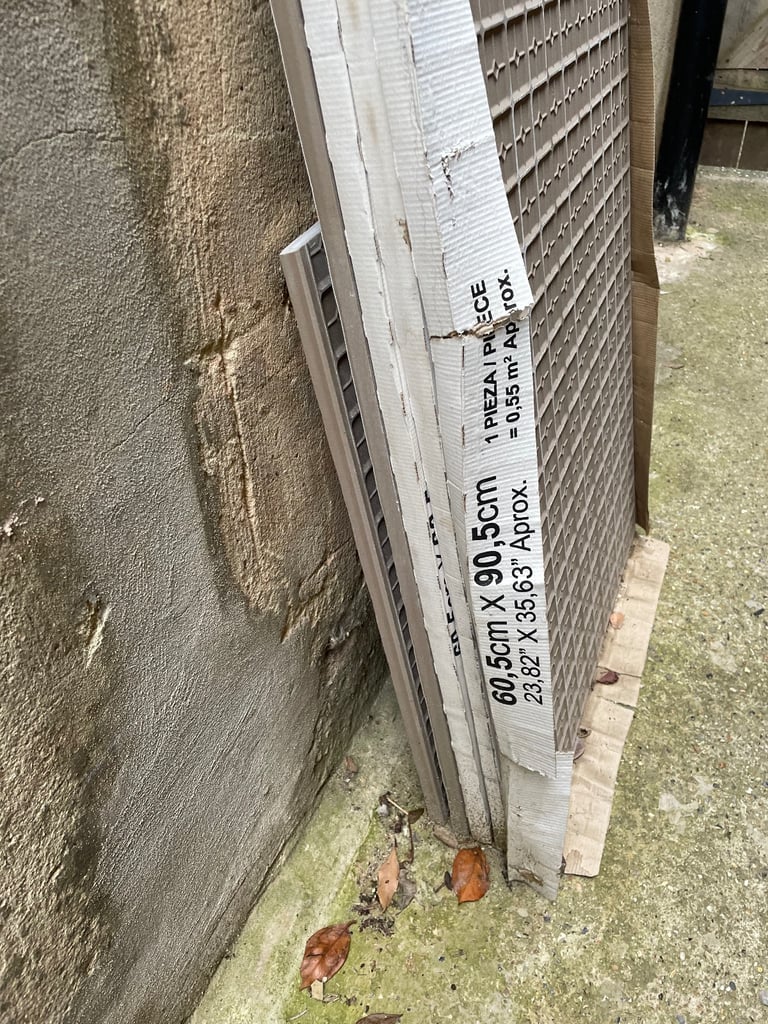 1 PIEZA / PIECE
= 0,55 m² Aprox.
60,5cm X 90,5cm
23,82" X 35,63" Aprox.